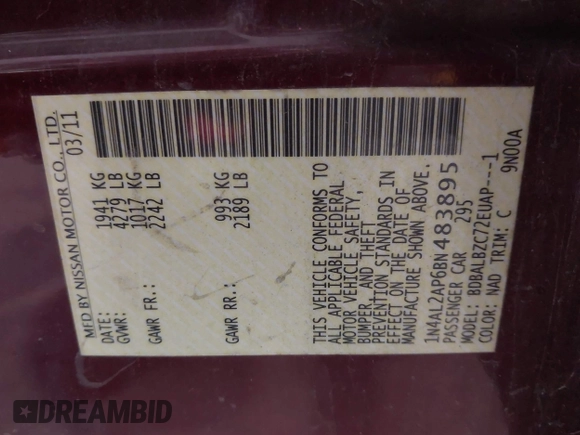 MFD BY NISSAN MOTOR CO., LTD.
DATE: 03/11
GVWR: 1941 KG
4279 LB
GAWR FR.: 1017 KG
2242 LB
GAWR RR.: 993 KG
2189 LB
THIS VEHICLE CONFORMS TO
ALL APPLICABLE FEDERAL
MOTOR VEHICLE SAFETY,
BUMPER, AND THEFT
PREVENTION STANDARDS IN
EFFECT ON THE DATE OF
MANUFACTURE SHOWN ABOVE.
1N4AL2AP6BN483895
PASSENGER CAR 295
MODEL: BDBALBZC72EUAP---1
COLOR: NAD TRIM: C 9N00A
DREAMBID